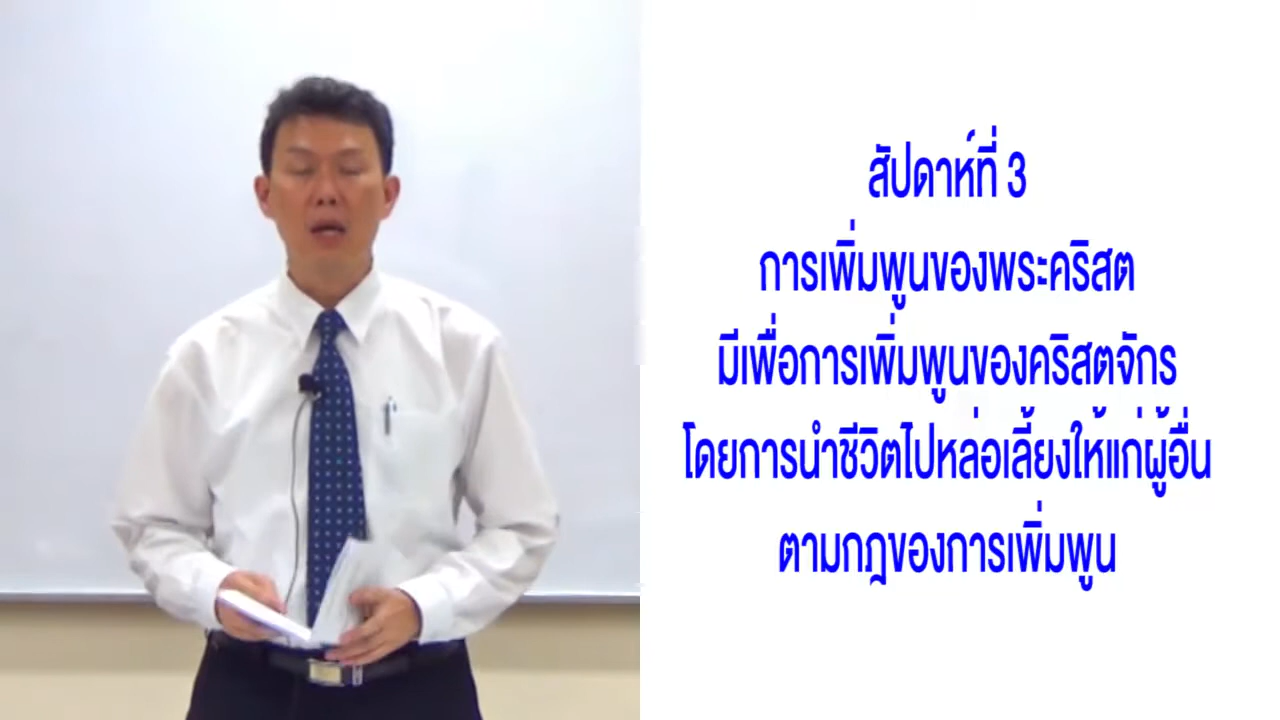 สัปดาห์ที่ 3
การเพิ่มพูนของพระคริสต
มีเพื่อการเพิ่มพูนของคริสตจักร
โดยการนำชีวิตไปหล่อเลี้ยงให้แก่ผู้อื่น
ตามกฎของการเพิ่มพูน